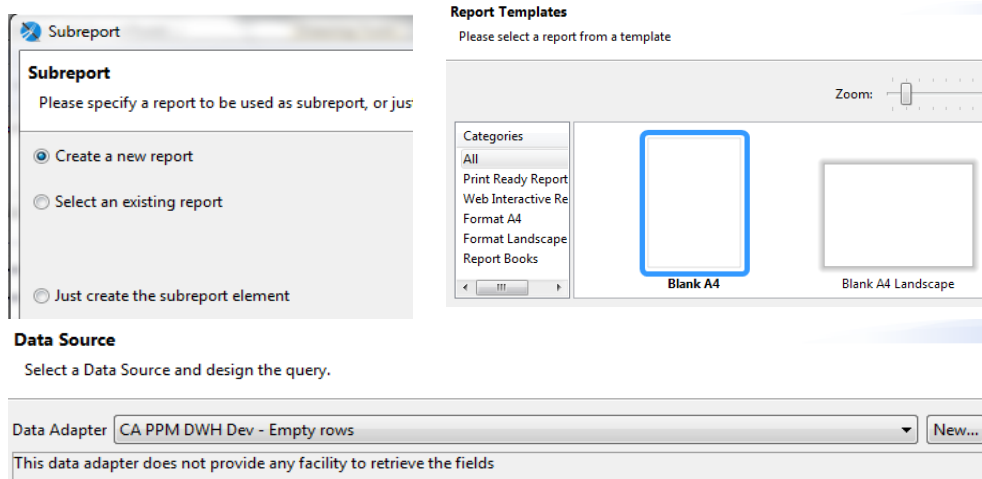 Subreport
Subreport
Please specify a report to be used as subreport, or jus
Create a new report
Select an existing report
Just create the subreport element
Report Templates
Please select a report from a template
Zoom:
Categories
All
Print Ready Report
Web Interactive Re
Format A4
Format Landscape
Report Books
Blank A4
Blank A4 Landscape
Data Source
Select a Data Source and design the query.
Data Adapter CA PPM DWH Dev - Empty rows New...
This data adapter does not provide any facility to retrieve the fields